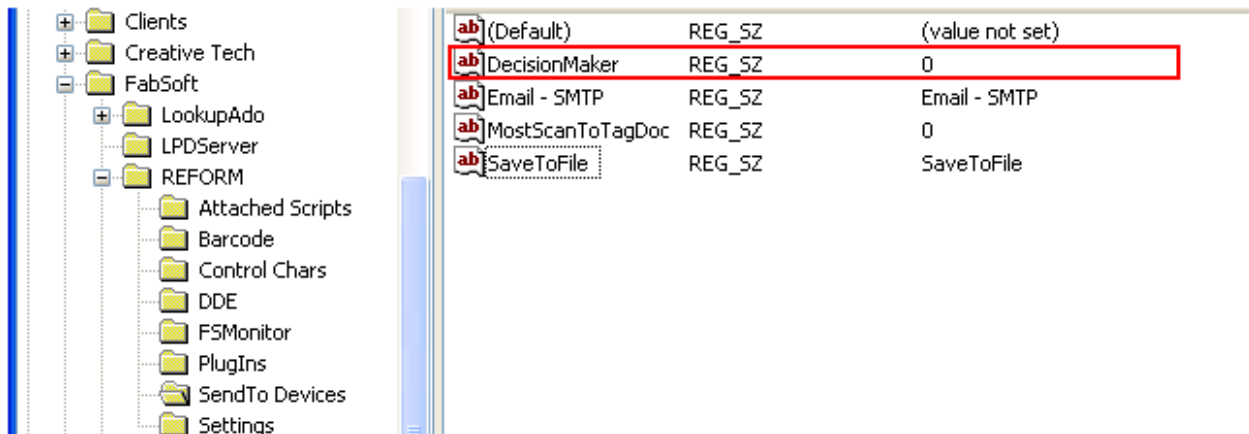 Clients
Creative Tech
FabSoft
LookupAdo
LPDServer
REFORM
Attached Scripts
Barcode
Control Chars
DDE
FSMonitor
PlugIns
SendTo Devices
Settings
ab (Default) REG_SZ (value not set)
ab DecisionMaker REG_SZ 0
ab Email - SMTP REG_SZ Email - SMTP
ab MostScanToTagDoc REG_SZ 0
ab SaveToFile REG_SZ SaveToFile